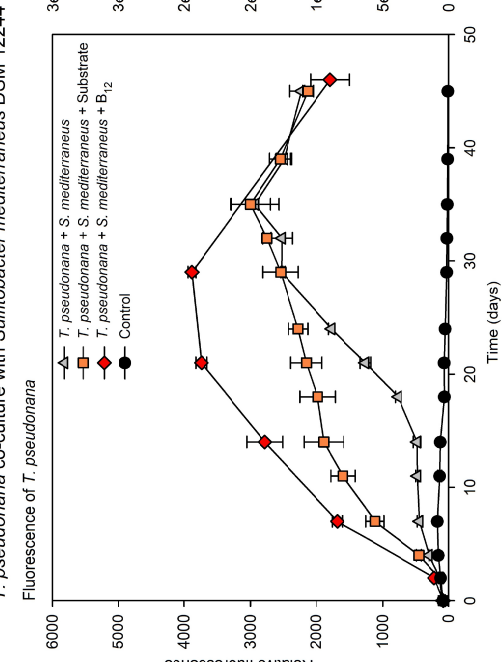 T. pseudonana co-culture with Sulfitobacter mediterraneus DSM 12244
Fluorescence of T. pseudonana
T. pseudonana + S. mediterraneus
T. pseudonana + S. mediterraneus + Substrate
T. pseudonana + S. mediterraneus + B12
Control
6000
5000
4000
3000
2000
1000
0
0
10
20
30
40
50
Time (days)
0